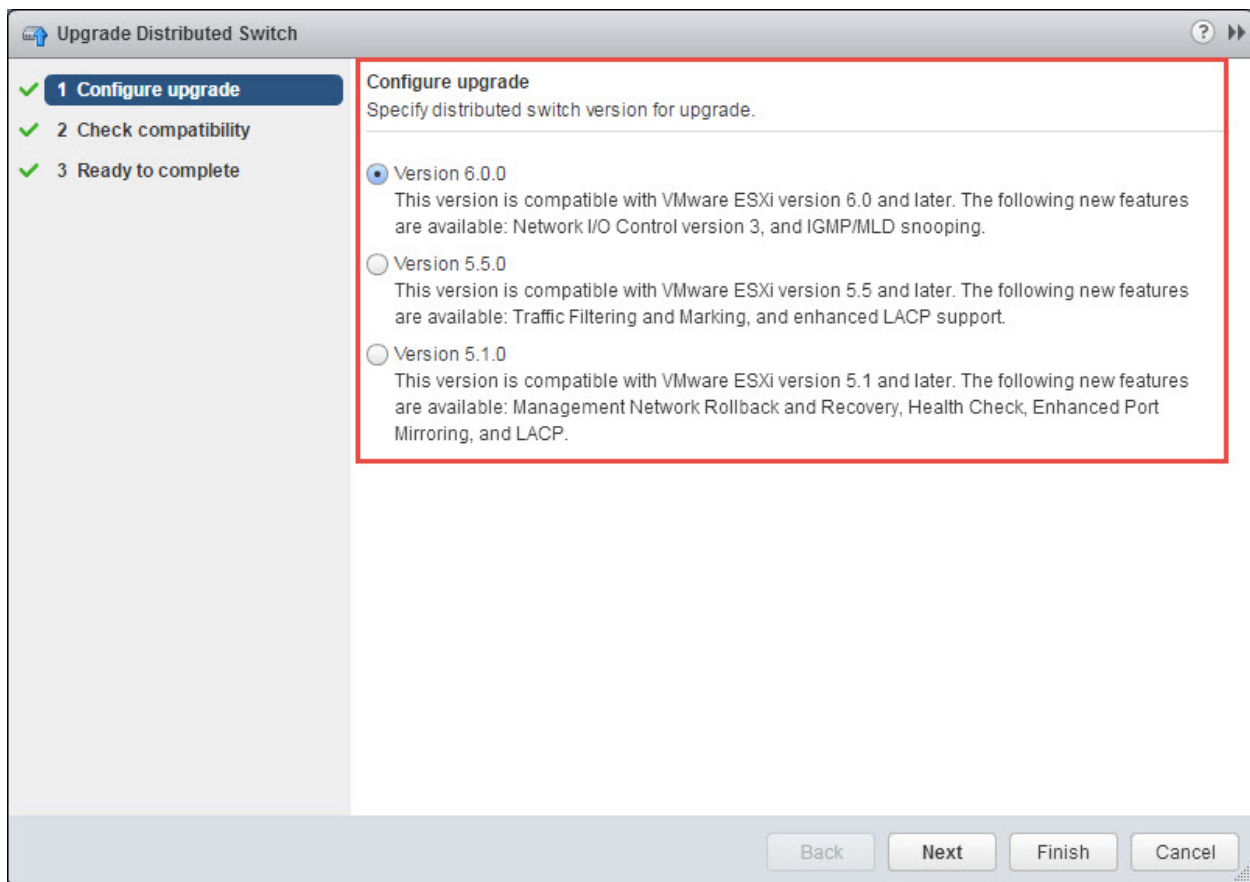 Upgrade Distributed Switch
?
1 Configure upgrade
2 Check compatibility
3 Ready to complete
Configure upgrade
Specify distributed switch version for upgrade.
Version 6.0.0
This version is compatible with VMware ESXi version 6.0 and later. The following new features
are available: Network I/O Control version 3, and IGMP/MLD snooping.
Version 5.5.0
This version is compatible with VMware ESXi version 5.5 and later. The following new features
are available: Traffic Filtering and Marking, and enhanced LACP support.
Version 5.1.0
This version is compatible with VMware ESXi version 5.1 and later. The following new features
are available: Management Network Rollback and Recovery, Health Check, Enhanced Port
Mirroring, and LACP.
Back Next Finish Cancel